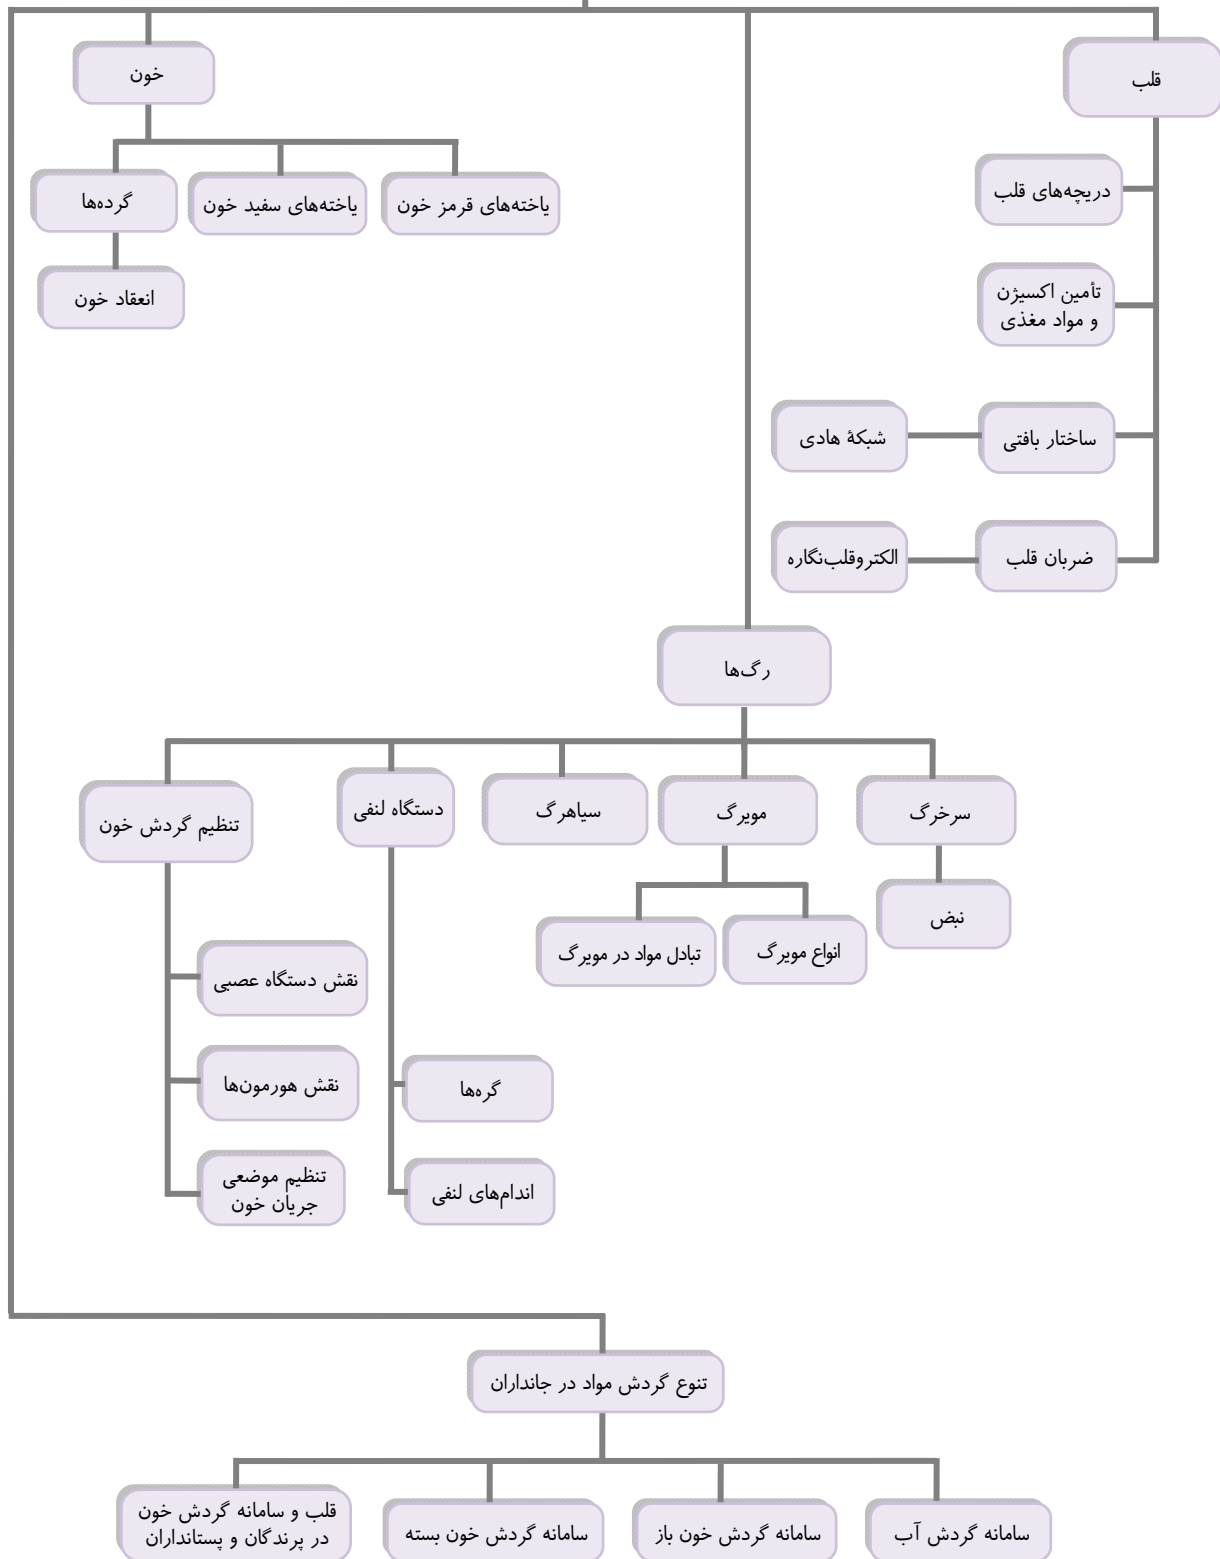 قلب
دریچه‌های قلب
تأمین اکسیژن
و مواد مغذی
ساختار بافتی
شبکهٔ هادی
ضربان قلب
الکتروقلب‌نگاره
خون
یاخته‌های قرمز خون
یاخته‌های سفید خون
گرده‌ها
انعقاد خون
رگ‌ها
سرخرگ
نبض
مویرگ
انواع مویرگ
تبادل مواد در مویرگ
سیاهرگ
دستگاه لنفی
گره‌ها
اندام‌های لنفی
تنظیم گردش خون
نقش دستگاه عصبی
نقش هورمون‌ها
تنظیم موضعی
جریان خون
تنوع گردش مواد در جانداران
سامانه گردش آب
سامانه گردش خون باز
سامانه گردش خون بسته
قلب و سامانه گردش خون
در پرندگان و پستانداران